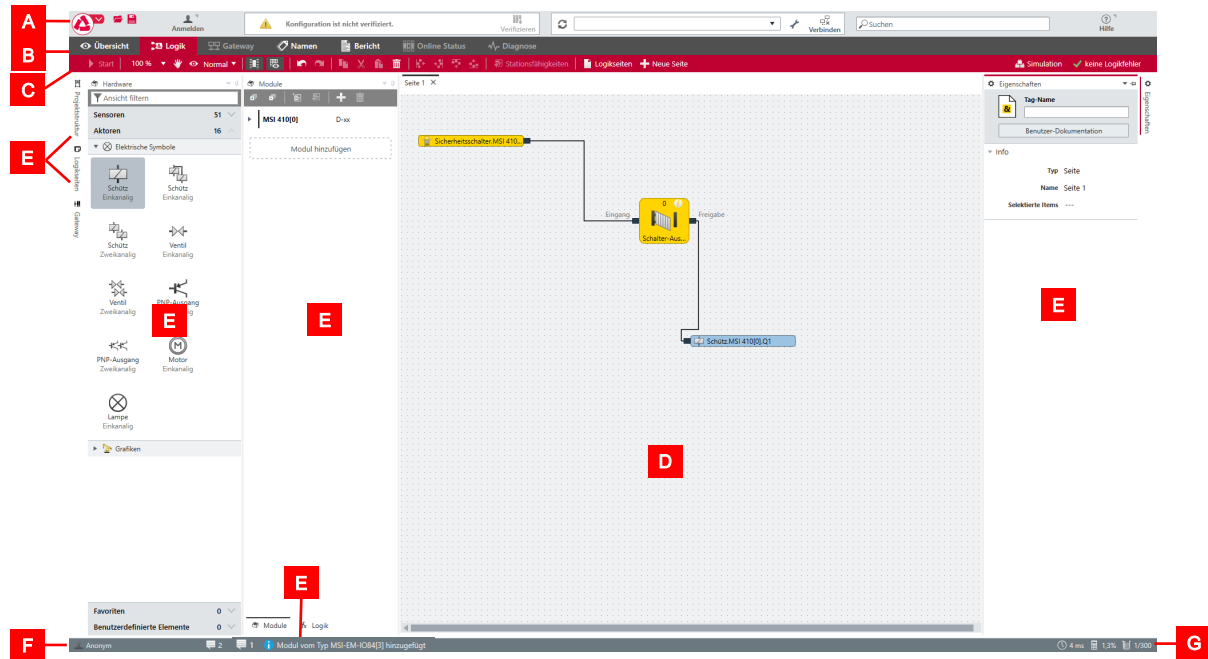 A
Anmelden
Konfiguration ist nicht verifiziert.
Verifizieren
Verbinden
Suchen
Hilfe
B
Übersicht
Logik
Gateway
Namen
Bericht
Online Status
Diagnose
C
Start
100 %
Normal
Stationsfähigkeiten
Logikseiten
Neue Seite
Simulation
keine Logikfehler
Projektstruktur
Logikseiten
Gateway
E
Hardware
Ansicht filtern
Sensoren 51
Aktoren 16
Elektrische Symbole
Schütz
Einkanalig
Schütz
Einkanalig
Schütz
Zweikanalig
Ventil
Einkanalig
Ventil
Zweikanalig
PNP-Ausgang
E
PNP-Ausgang
Zweikanalig
Motor
Einkanalig
Lampe
Einkanalig
Grafiken
Favoriten 0
Benutzerdefinierte Elemente 0
Module
MSI 410[0] D-xx
Modul hinzufügen
E
E
Module
Logik
Seite 1
Sicherheitsschalter.MSI 410...
Eingang
0
Schalter-Aus...
Freigabe
Schütz.MSI 410[0].Q1
D
Eigenschaften
Tag-Name
&
Benutzer-Dokumentation
Info
Typ Seite
Name Seite 1
Selektierte Items ---
E
Eigenschaften
F
Anonym
2
1
Modul vom Typ MSI-EM-IO84[3] hinzugefügt
4 ms
1,3%
1/300
G